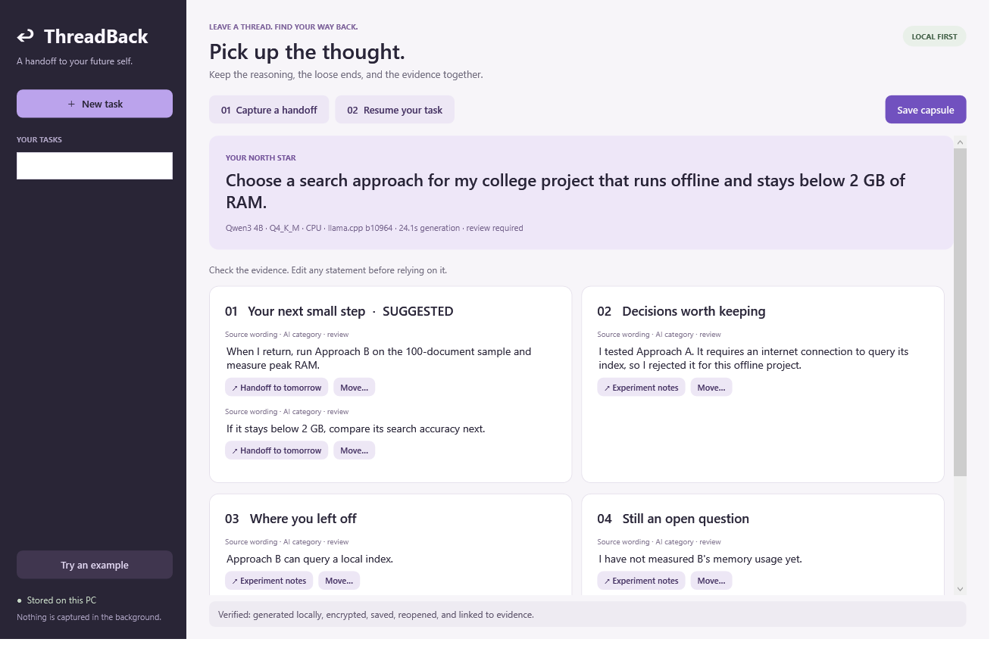 ↩ ThreadBack
A handoff to your future self.
+ New task
YOUR TASKS
Try an example
● Stored on this PC
Nothing is captured in the background.
LEAVE A THREAD. FIND YOUR WAY BACK.
Pick up the thought.
Keep the reasoning, the loose ends, and the evidence together.
LOCAL FIRST
01 Capture a handoff
02 Resume your task
Save capsule
YOUR NORTH STAR
Choose a search approach for my college project that runs offline and stays below 2 GB of
RAM.
Qwen3 4B · Q4_K_M · CPU · llama.cpp b10964 · 24.1s generation · review required
Check the evidence. Edit any statement before relying on it.
01 Your next small step · SUGGESTED
Source wording · AI category · review
When I return, run Approach B on the 100-document sample and
measure peak RAM.
↗ Handoff to tomorrow
Move...
Source wording · AI category · review
If it stays below 2 GB, compare its search accuracy next.
↗ Handoff to tomorrow
Move...
02 Decisions worth keeping
Source wording · AI category · review
I tested Approach A. It requires an internet connection to query its
index, so I rejected it for this offline project.
↗ Experiment notes
Move...
03 Where you left off
Source wording · AI category · review
Approach B can query a local index.
↗ Experiment notes
Move...
04 Still an open question
Source wording · AI category · review
I have not measured B's memory usage yet.
↗ Experiment notes
Move...
Verified: generated locally, encrypted, saved, reopened, and linked to evidence.